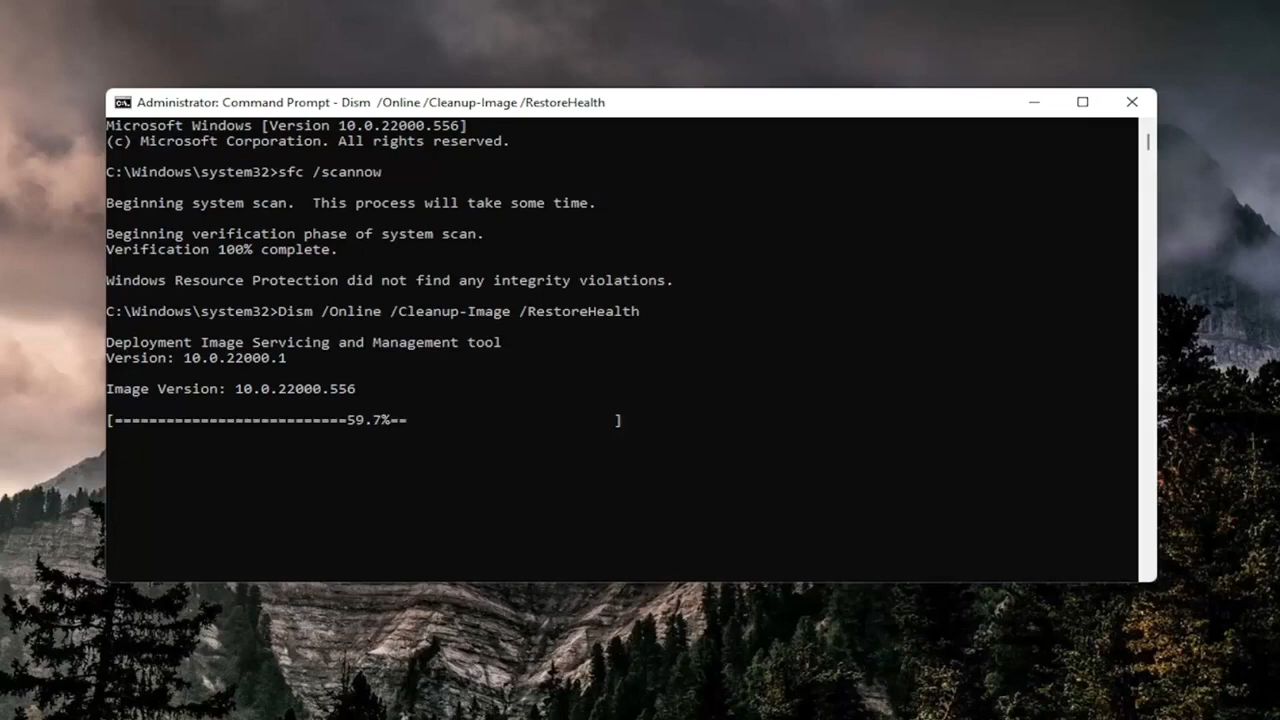 Administrator: Command Prompt - Dism  /Online /Cleanup-Image /RestoreHealth
Microsoft Windows [Version 10.0.22000.556]
(c) Microsoft Corporation. All rights reserved.
C:\Windows\system32>sfc /scannow
Beginning system scan.  This process will take some time.
Beginning verification phase of system scan.
Verification 100% complete.
Windows Resource Protection did not find any integrity violations.
C:\Windows\system32>Dism /Online /Cleanup-Image /RestoreHealth
Deployment Image Servicing and Management tool
Version: 10.0.22000.1
Image Version: 10.0.22000.556
[===========================59.7%==                        ]